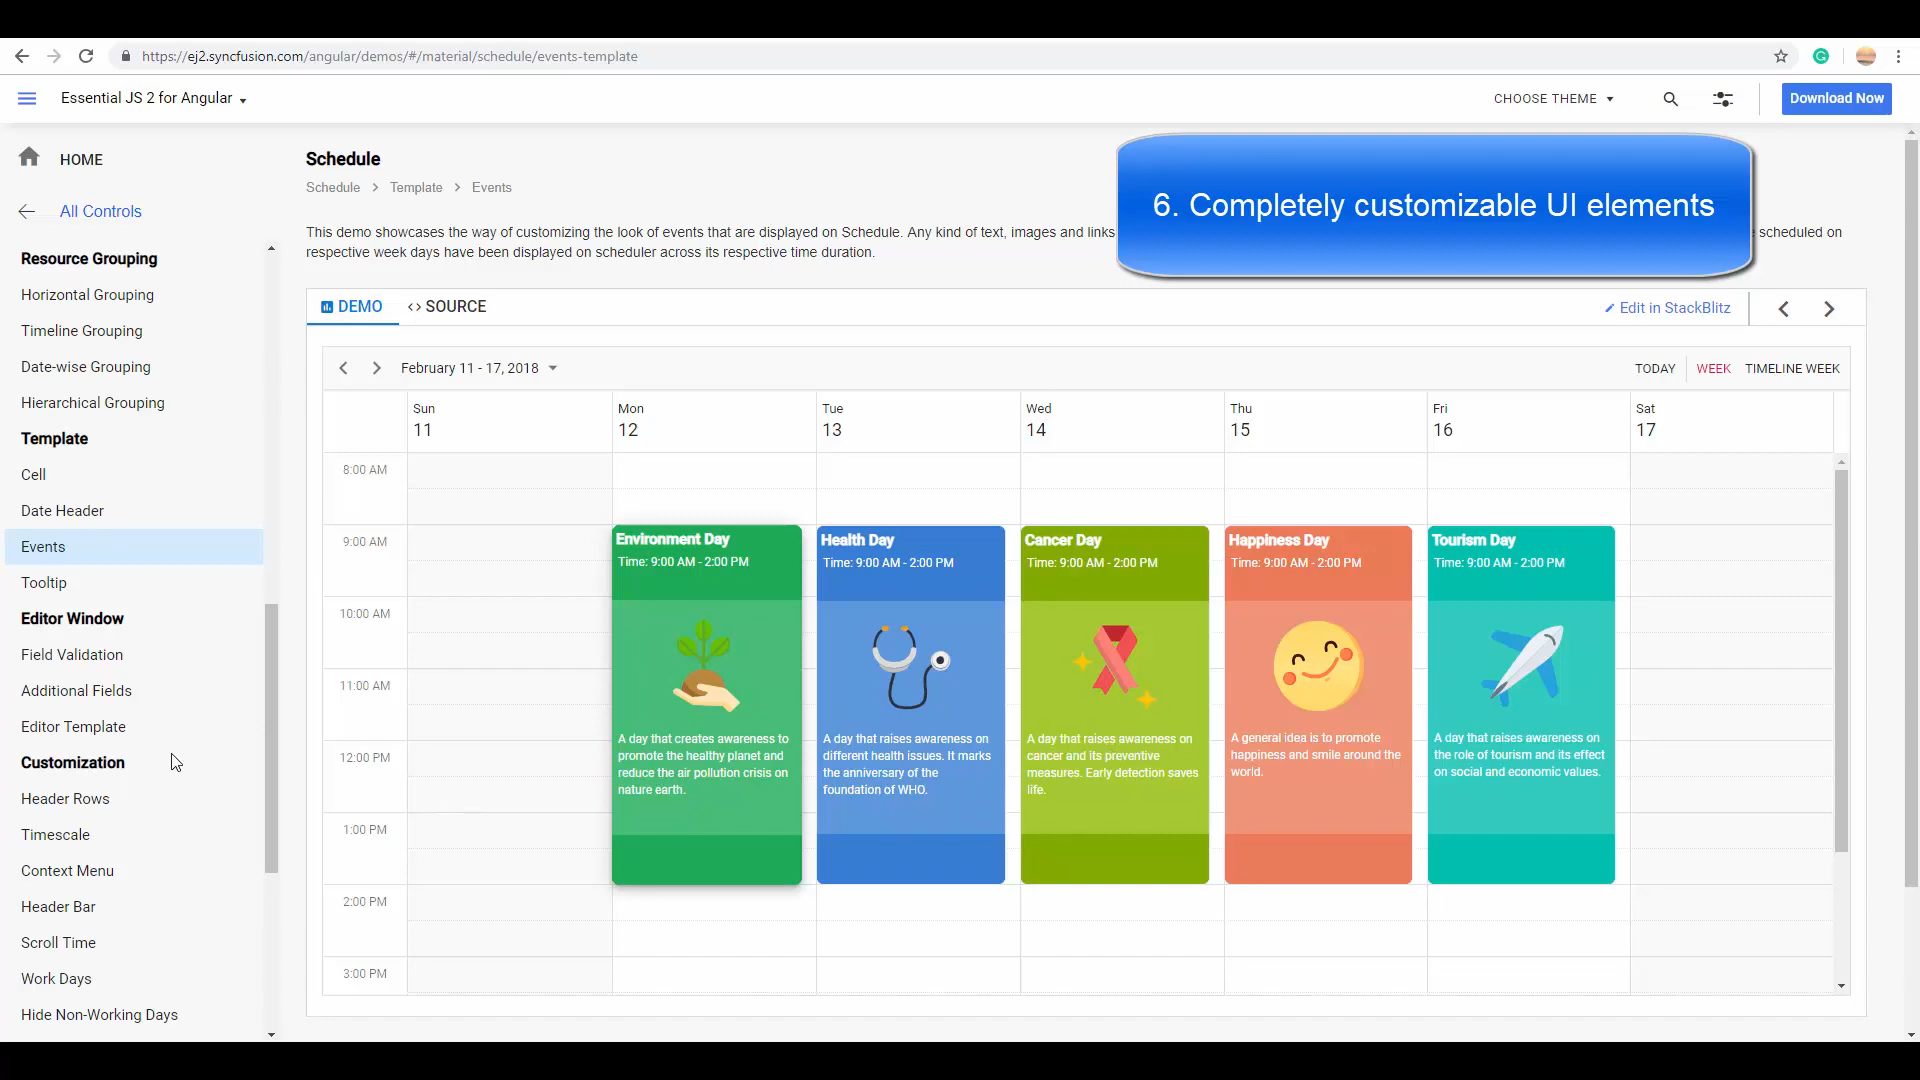 https://ej2.syncfusion.com/angular/demos/#/material/schedule/events-template
Essential JS 2 for Angular
CHOOSE THEME
Download Now
HOME
All Controls
Resource Grouping
Horizontal Grouping
Timeline Grouping
Date-wise Grouping
Hierarchical Grouping
Template
Cell
Date Header
Events
Tooltip
Editor Window
Field Validation
Additional Fields
Editor Template
Customization
Header Rows
Timescale
Context Menu
Header Bar
Scroll Time
Work Days
Hide Non-Working Days
Schedule
Schedule > Template > Events
6. Completely customizable UI elements
This demo showcases the way of customizing the look of events that are displayed on Schedule. Any kind of text, images and links
scheduled on
respective week days have been displayed on scheduler across its respective time duration.
DEMO
<> SOURCE
Edit in StackBlitz
February 11 - 17, 2018
TODAY
WEEK
TIMELINE WEEK
Sun
11
Mon
12
Tue
13
Wed
14
Thu
15
Fri
16
Sat
17
8:00 AM
9:00 AM
10:00 AM
11:00 AM
12:00 PM
1:00 PM
2:00 PM
3:00 PM
Environment Day
Time: 9:00 AM - 2:00 PM
A day that creates awareness to
promote the healthy planet and
reduce the air pollution crisis on
nature earth.
Health Day
Time: 9:00 AM - 2:00 PM
A day that raises awareness on
different health issues. It marks
the anniversary of the
foundation of WHO.
Cancer Day
Time: 9:00 AM - 2:00 PM
A day that raises awareness on
cancer and its preventive
measures. Early detection saves
life.
Happiness Day
Time: 9:00 AM - 2:00 PM
A general idea is to promote
happiness and smile around the
world.
Tourism Day
Time: 9:00 AM - 2:00 PM
A day that raises awareness on
the role of tourism and its effect
on social and economic values.